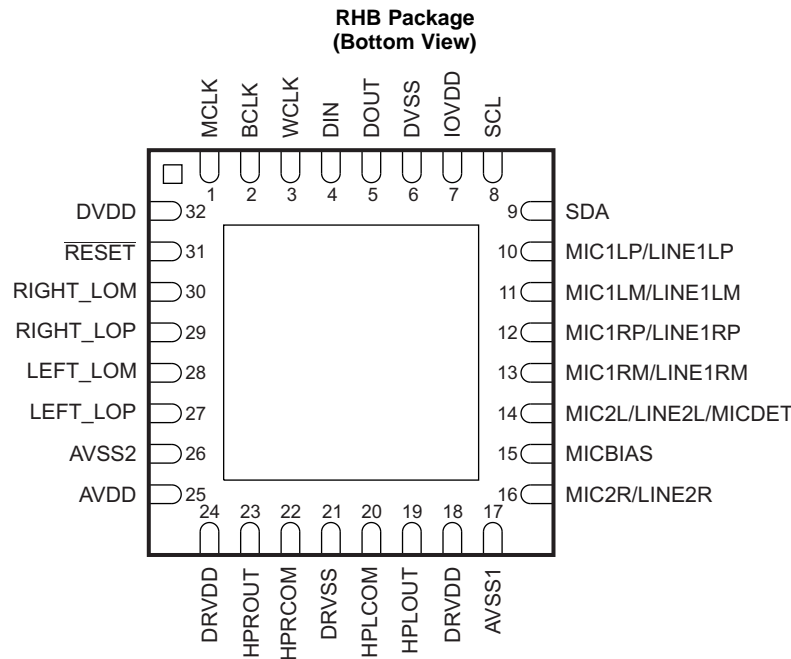 RHB Package
(Bottom View)
MCLK
BCLK
WCLK
DIN
DOUT
DVSS
IOVDD
SCL
1
2
3
4
5
6
7
8
DVDD
32
RESET
31
RIGHT_LOM
30
RIGHT_LOP
29
LEFT_LOM
28
LEFT_LOP
27
AVSS2
26
AVDD
25
9
SDA
10
MIC1LP/LINE1LP
11
MIC1LM/LINE1LM
12
MIC1RP/LINE1RP
13
MIC1RM/LINE1RM
14
MIC2L/LINE2L/MICDET
15
MICBIAS
16
MIC2R/LINE2R
24
23
22
21
20
19
18
17
DRVDD
HPROUT
HPRCOM
DRVSS
HPLCOM
HPLOUT
DRVDD
AVSS1